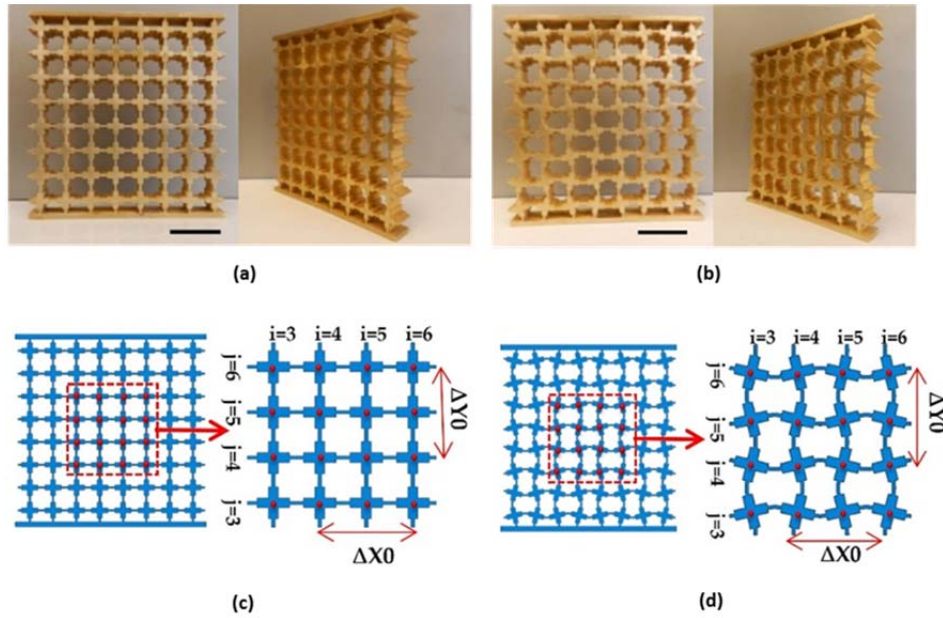 (a)
(b)
i=3 i=4 i=5 i=6
j=6
j=5
j=4
j=3
ΔY0
ΔX0
(c)
i=3 i=4 i=5 i=6
j=6
j=5
j=4
j=3
ΔY0
ΔX0
(d)